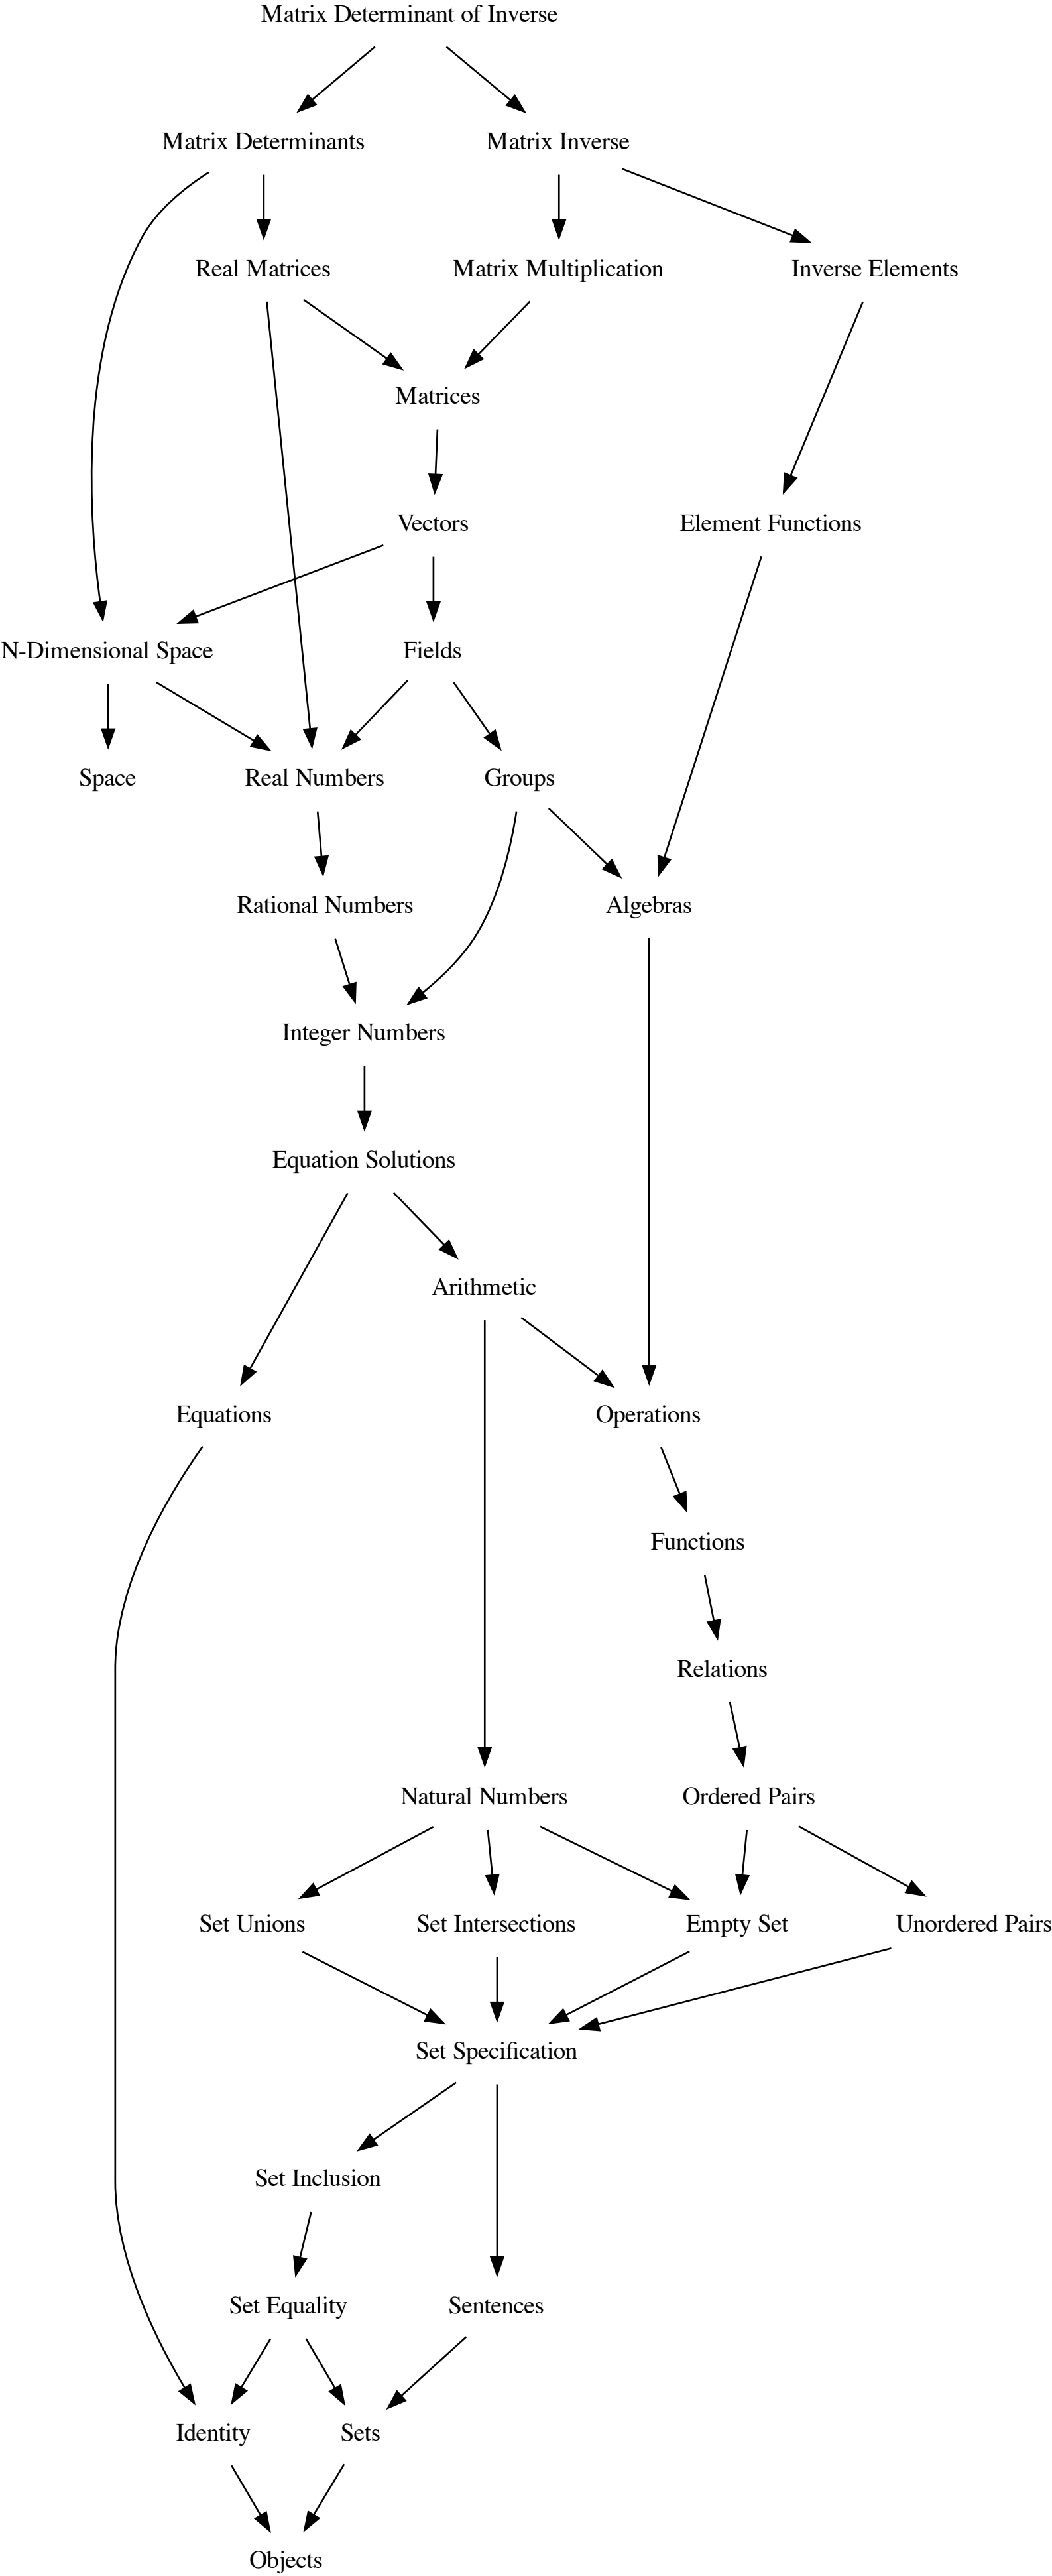 Matrix Determinant of Inverse
Matrix Determinants
Matrix Inverse
Real Matrices
Matrix Multiplication
Inverse Elements
Matrices
Vectors
Element Functions
N-Dimensional Space
Fields
Space
Real Numbers
Groups
Rational Numbers
Algebras
Integer Numbers
Equation Solutions
Arithmetic
Equations
Operations
Functions
Relations
Natural Numbers
Ordered Pairs
Set Unions
Set Intersections
Empty Set
Unordered Pairs
Set Specification
Set Inclusion
Set Equality
Sentences
Identity
Sets
Objects